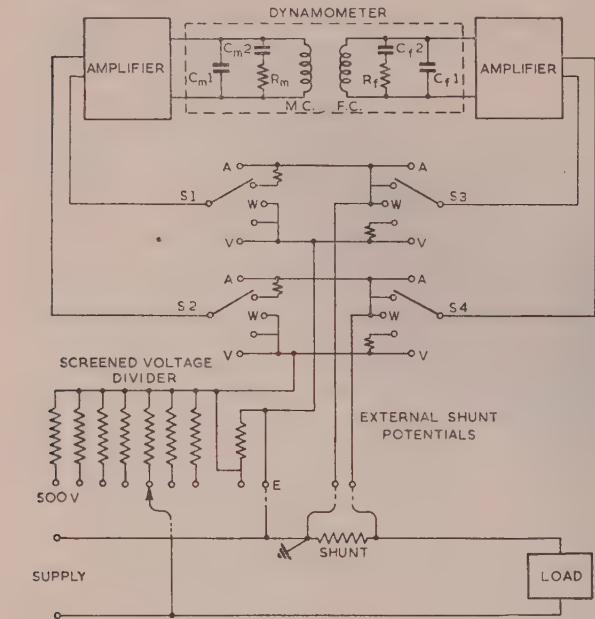 DYNAMOMETER
AMPLIFIER
Cm1
Cm2
Rm
M.C.
F.C.
Cf2
Rf
Cf1
AMPLIFIER
A
A
S1
W
W
S3
V
V
A
A
S2
W
W
S4
V
V
SCREENED VOLTAGE
DIVIDER
EXTERNAL SHUNT
POTENTIALS
500V
E
SHUNT
SUPPLY
LOAD